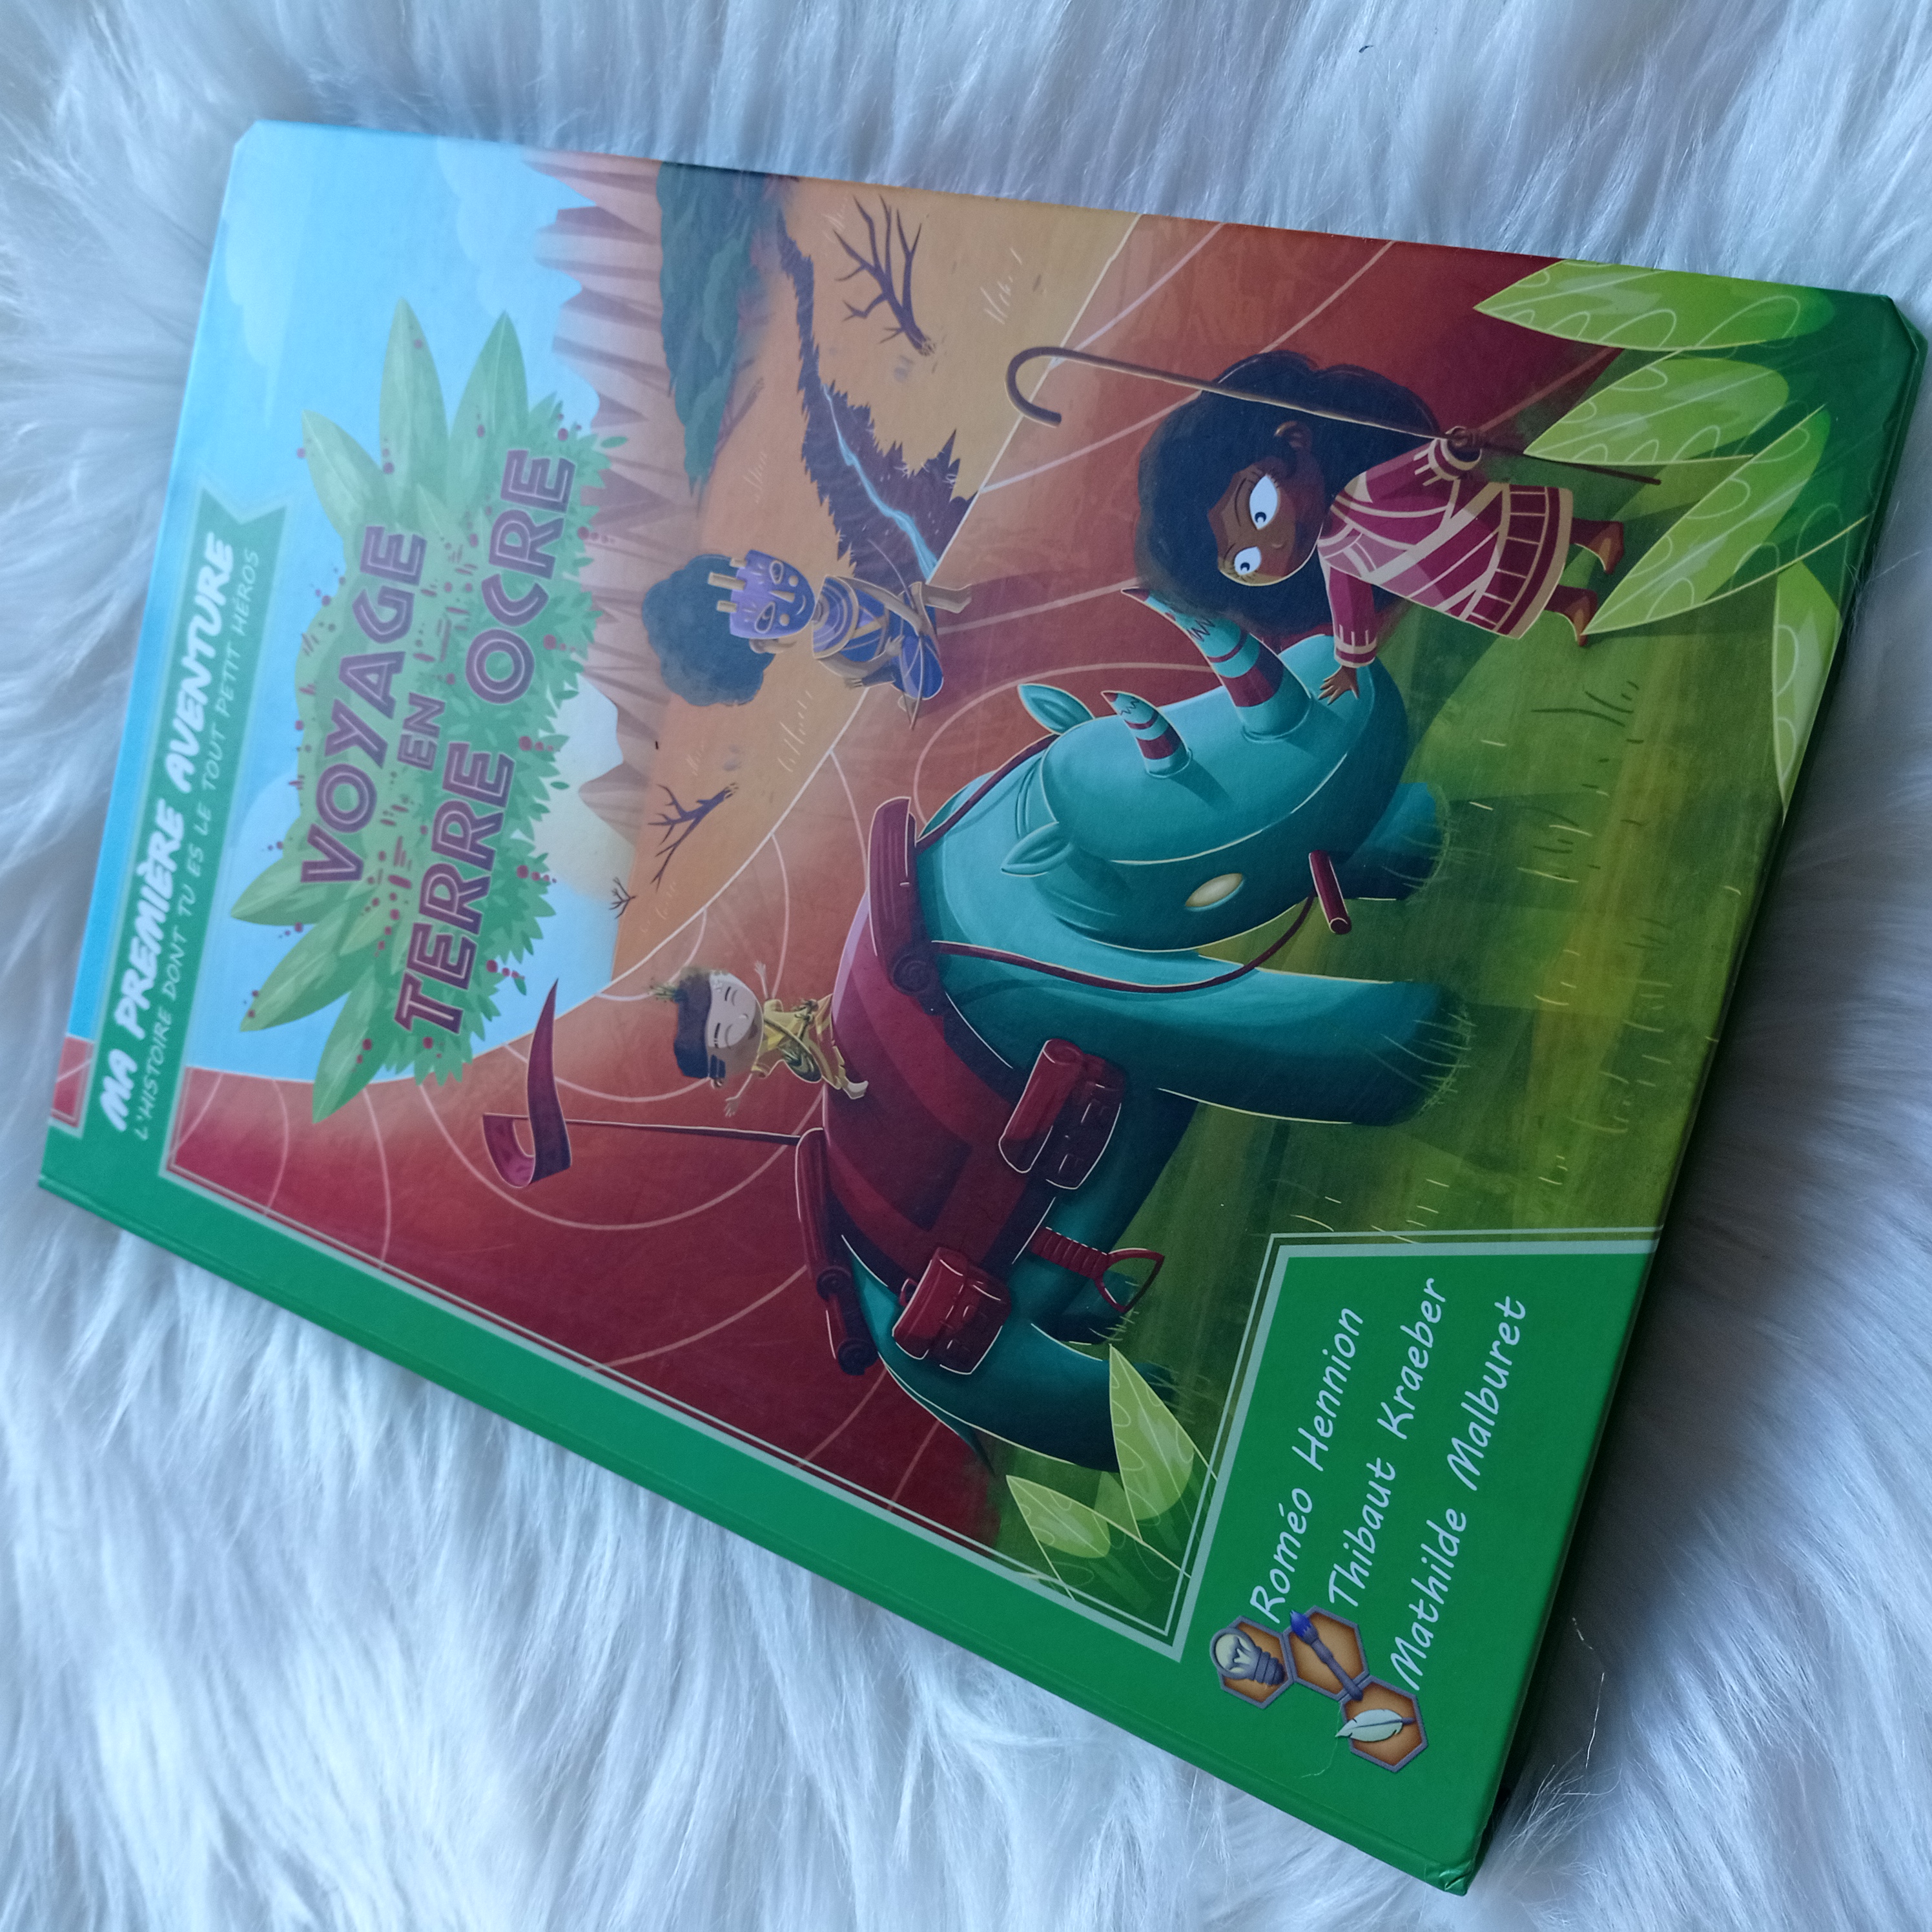 MA PREMIÈRE AVENTURE
L'HISTOIRE DONT TU ES LE TOUT PETIT HÉROS
VOYAGE
EN
TERRE OCRE
Roméo Hennion
Thibaut Kraeber
Mathilde Malburet